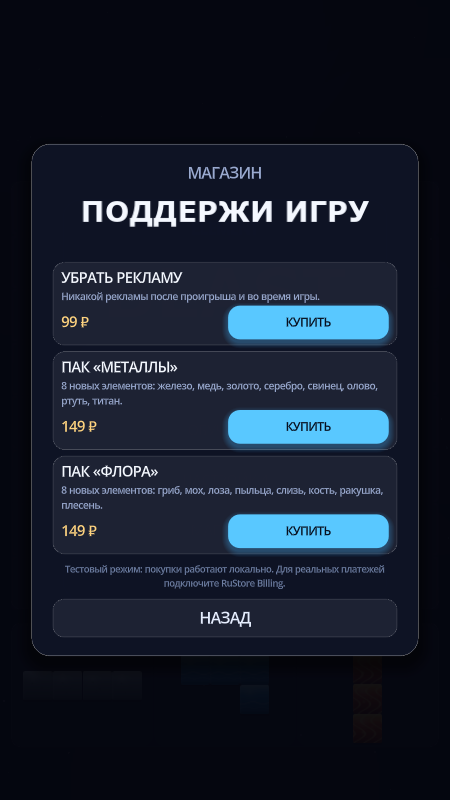 МАГАЗИН
ПОДДЕРЖИ ИГРУ
УБРАТЬ РЕКЛАМУ
Никакой рекламы после проигрыша и во время игры.
99 ₽
КУПИТЬ
ПАК «МЕТАЛЛЫ»
8 новых элементов: железо, медь, золото, серебро, свинец, олово,
ртуть, титан.
149 ₽
КУПИТЬ
ПАК «ФЛОРА»
8 новых элементов: гриб, мох, лоза, пыльца, слизь, кость, ракушка,
плесень.
149 ₽
КУПИТЬ
Тестовый режим: покупки работают локально. Для реальных платежей
подключите RuStore Billing.
НАЗАД